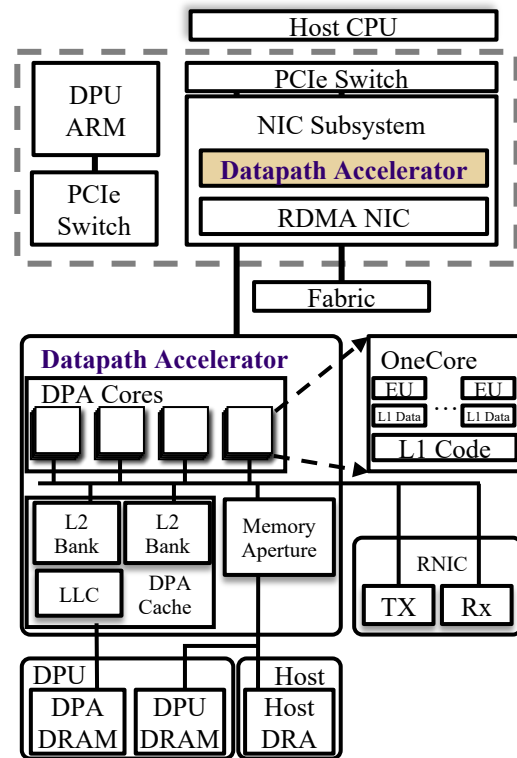 Host CPU
PCIe Switch
DPU
ARM
NIC Subsystem
Datapath Accelerator
PCIe
Switch
RDMA NIC
Fabric
Datapath Accelerator
DPA Cores
OneCore
EU
EU
L1 Data
...
L1 Data
L1 Code
L2
Bank
L2
Bank
Memory
Aperture
LLC
DPA
Cache
RNIC
TX
Rx
DPU
Host
DPA
DRAM
DPU
DRAM
Host
DRA